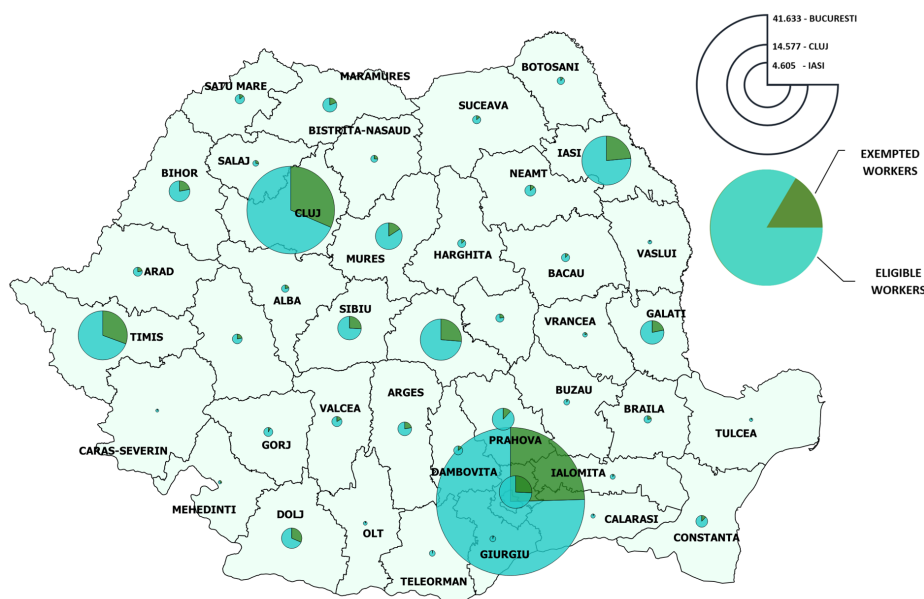 41.633 - BUCURESTI
14.577 - CLUJ
4.605 - IASI
BOTOSANI
SATU MARE
MARAMURES
SUCEAVA
BISTRITA-NASAUD
IASI
SALAJ
BIHOR
NEAMT
EXEMPTED
WORKERS
CLUJ
MURES
HARGHITA
VASLUI
BACAU
ARAD
ELIGIBLE
WORKERS
ALBA
SIBIU
GALATI
TIMIS
VRANCEA
ARGES
BUZAU
VALCEA
BRAILA
TULCEA
PRAHOVA
GORJ
CARAS-SEVERIN
DAMBOVITA
IALOMITA
MEHEDINTI
DOLJ
CALARASI
OLT
CONSTANTA
GIURGIU
TELEORMAN